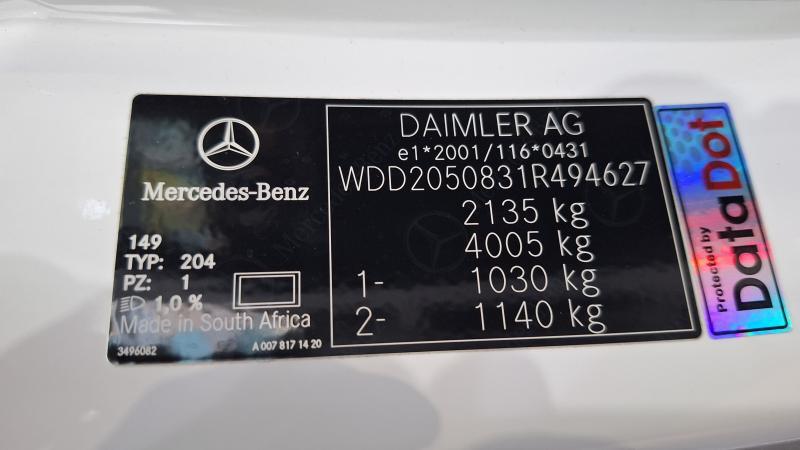 Mercedes-Benz
149
TYP: 204
PZ: 1
1,0 %
Made in South Africa
3496082
A 007 817 14 20
DAIMLER AG
e1*2001/116*0431
WDD2050831R494627
2135 kg
4005 kg
1- 1030 kg
2- 1140 kg
Protected by
DataDot